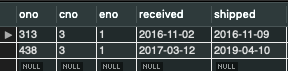 ono cno eno received shipped
313 3 1 2016-11-02 2016-11-09
438 3 1 2017-03-12 2019-04-10
NULL NULL NULL NULL NULL